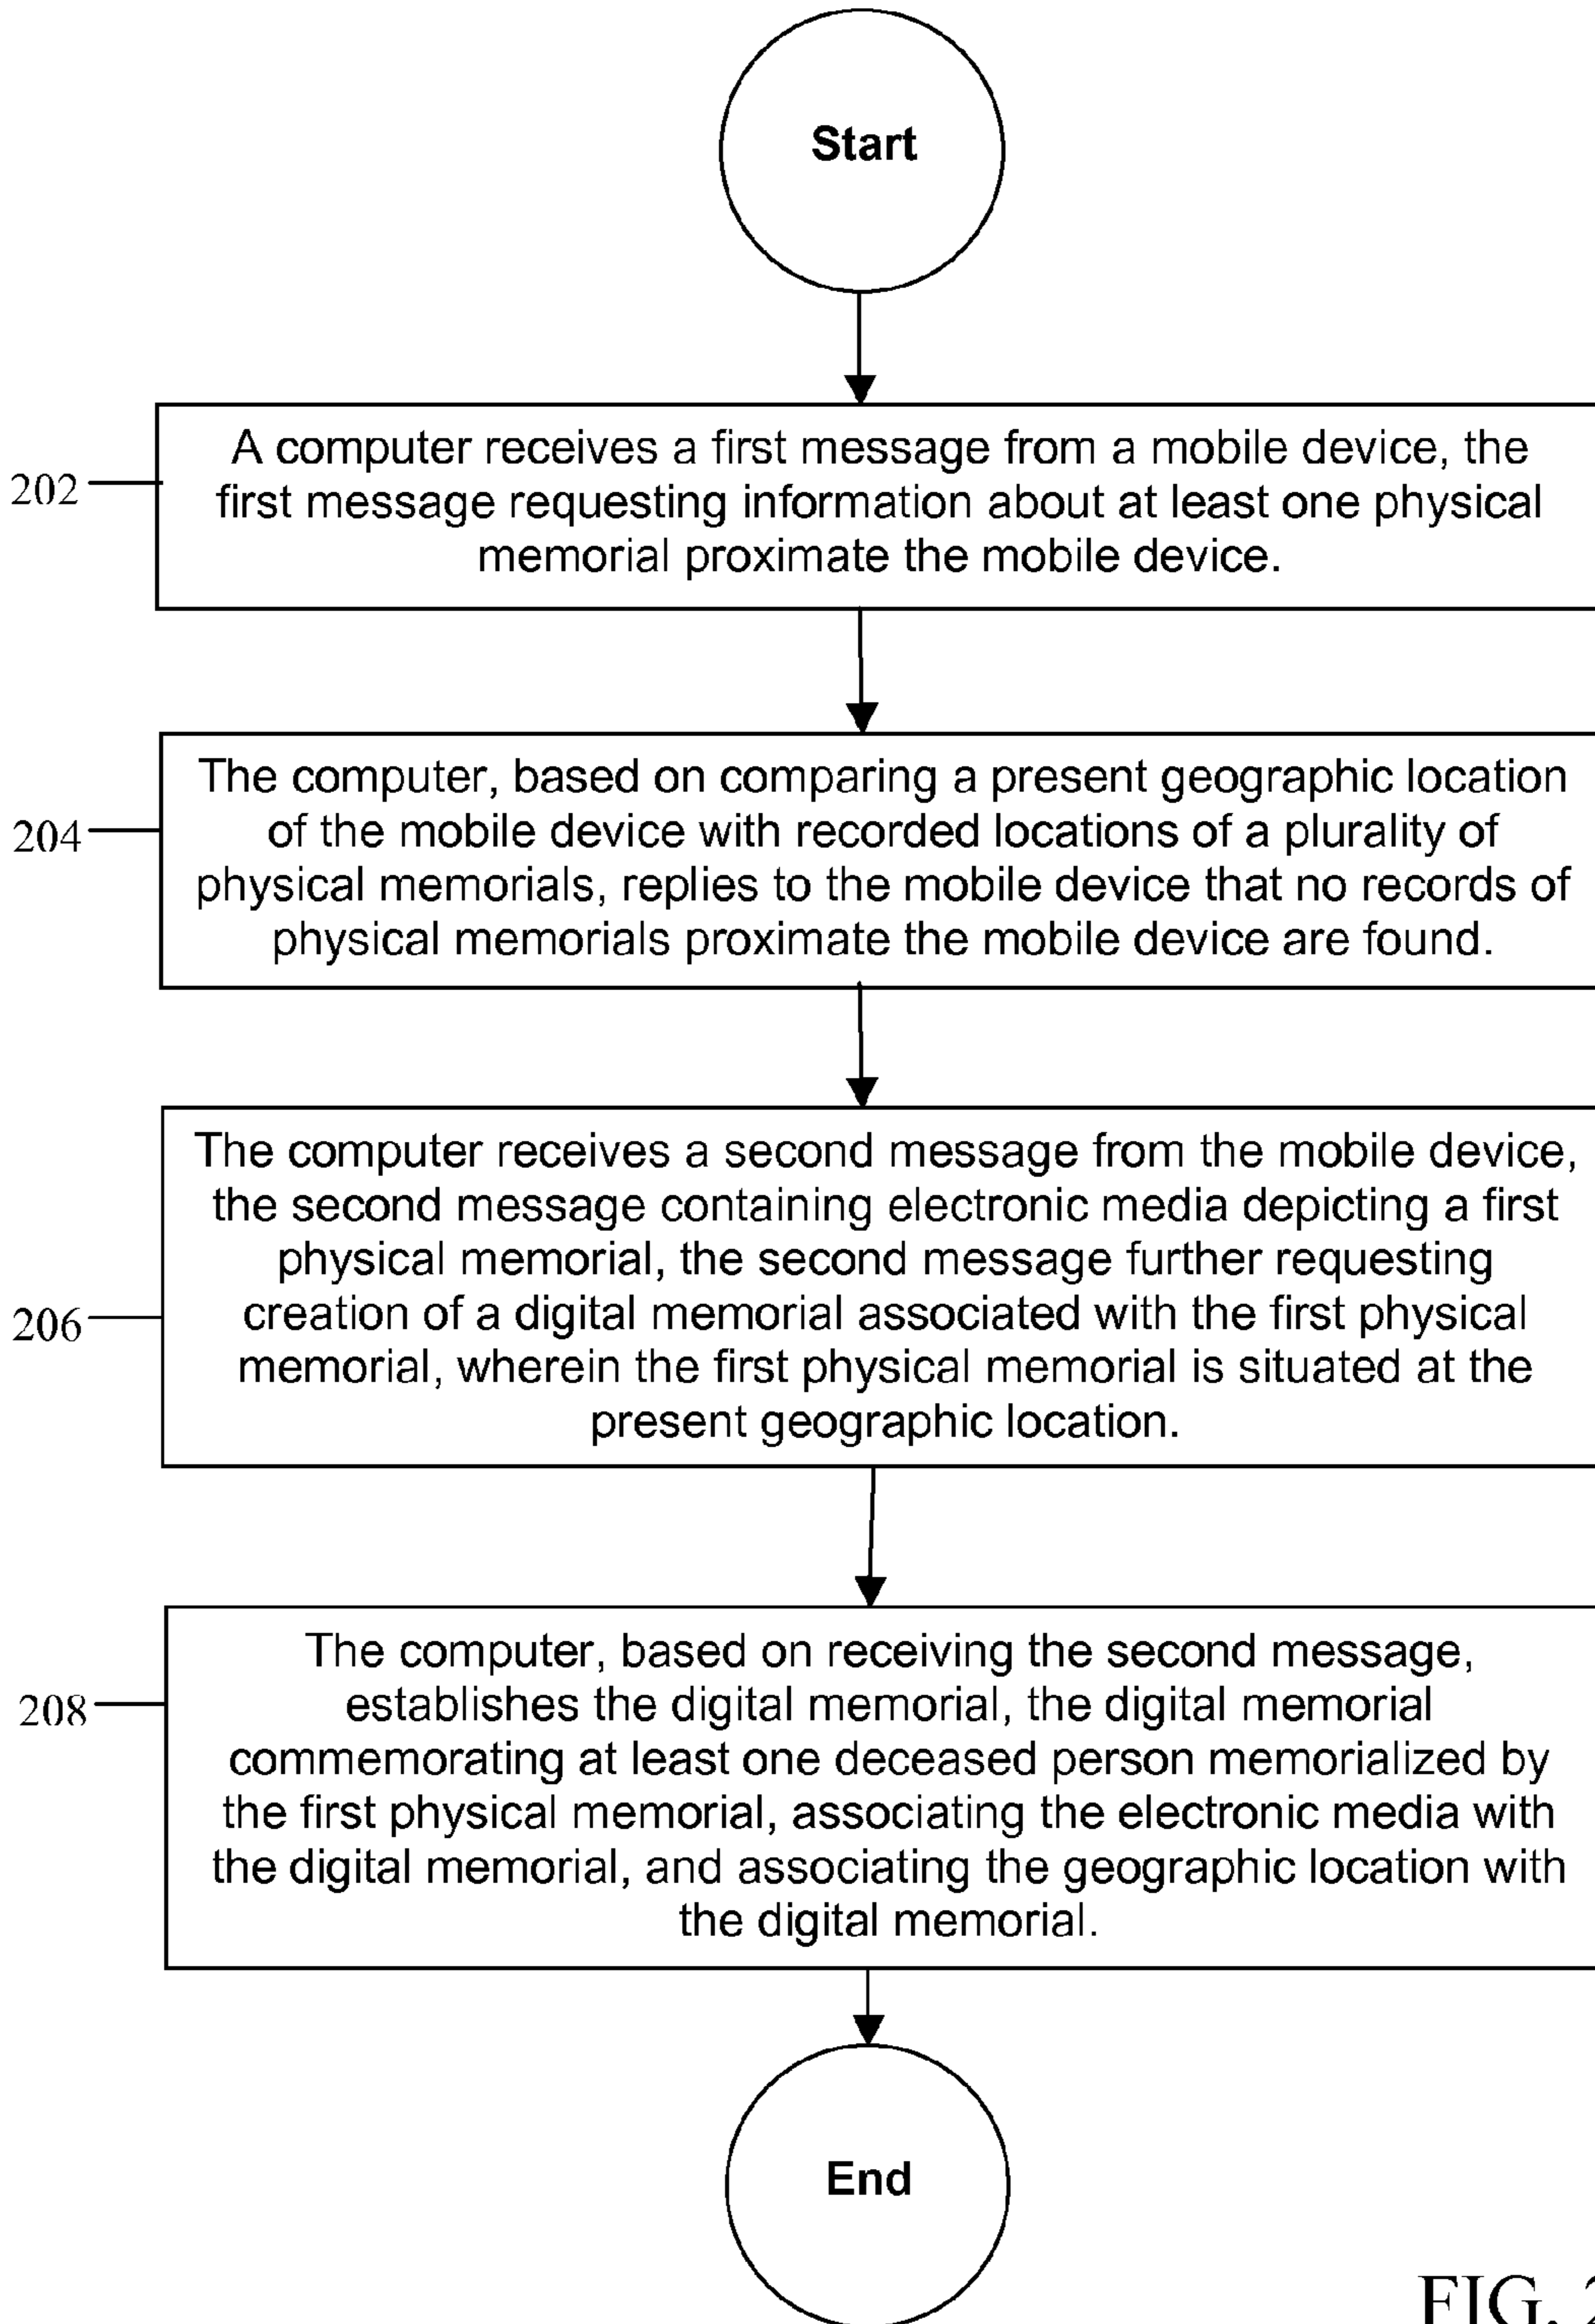 Start
A computer receives a first message from a mobile device, the
first message requesting information about at least one physical
memorial proximate the mobile device.
202
The computer, based on comparing a present geographic location
of the mobile device with recorded locations of a plurality of
physical memorials, replies to the mobile device that no records of
physical memorials proximate the mobile device are found.
204
The computer receives a second message from the mobile device,
the second message containing electronic media depicting a first
physical memorial, the second message further requesting
creation of a digital memorial associated with the first physical
memorial, wherein the first physical memorial is situated at the
present geographic location.
206
The computer, based on receiving the second message,
establishes the digital memorial, the digital memorial
commemorating at least one deceased person memorialized by
the first physical memorial, associating the electronic media with
the digital memorial, and associating the geographic location with
the digital memorial.
208
End
FIG. 2